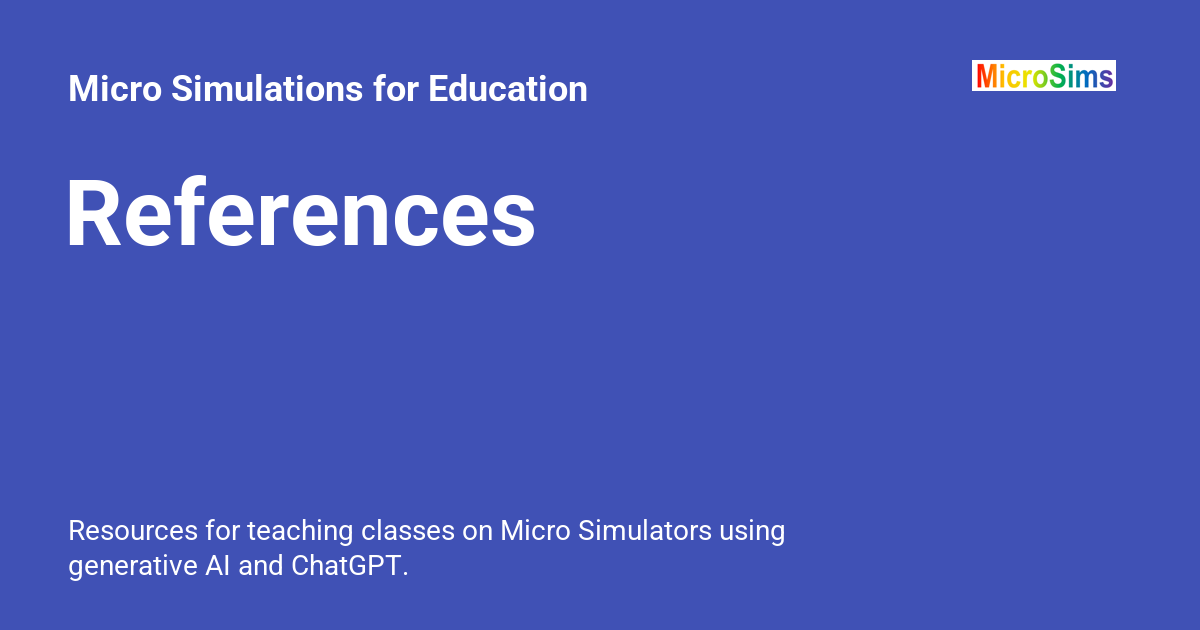 Micro Simulations for Education
MicroSims
References
Resources for teaching classes on Micro Simulators using
generative AI and ChatGPT.